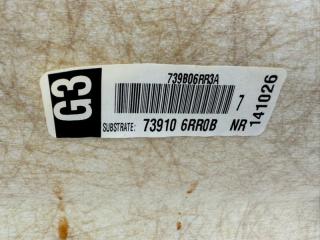 G3
739B06RR3A
7
SUBSTRATE: 73910 6RR0B NR
141026